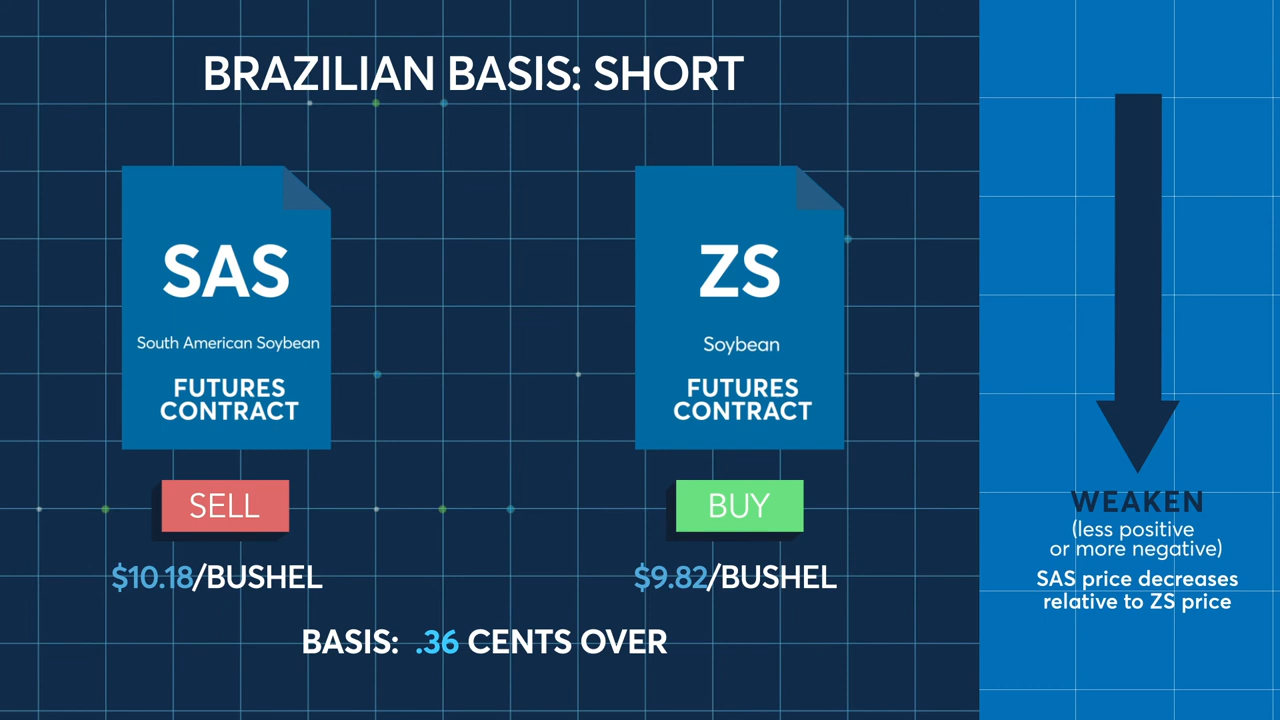 BRAZILIAN BASIS: SHORT
SAS
South American Soybean
FUTURES
CONTRACT
SELL
$10.18/BUSHEL
ZS
Soybean
FUTURES
CONTRACT
BUY
$9.82/BUSHEL
BASIS: .36 CENTS OVER
WEAKEN
(less positive
or more negative)
SAS price decreases
relative to ZS price